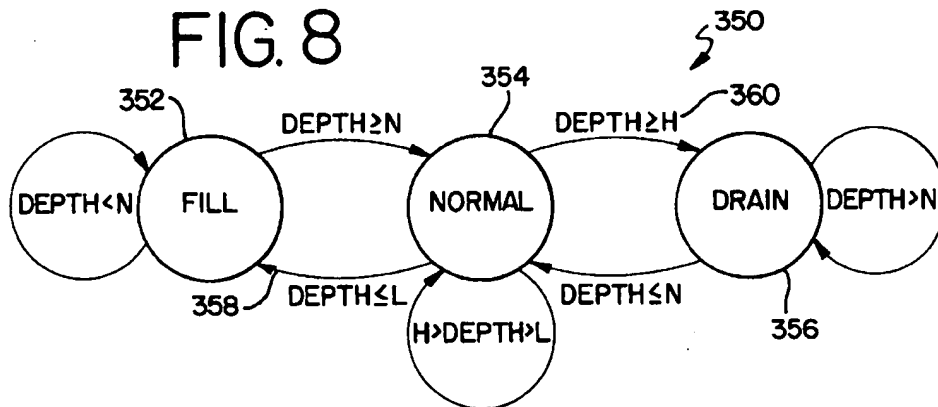 FIG. 8
350
352
354
360
DEPTH≥N
DEPTH≥H
DEPTH<N
FILL
NORMAL
DRAIN
DEPTH>N
358
DEPTH≤L
DEPTH≤N
356
H>DEPTH>L